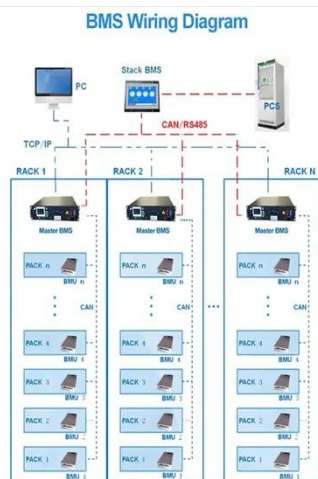 BMS Wiring Diagram
Stack BMS
PC
PCS
CAN/RS485
TCP/IP
RACK 1
RACK 2
RACK N
Master BMS
Master BMS
Master BMS
PACK n
BMU n
PACK n
BMU n
PACK n
BMU n
CAN
CAN
CAN
PACK 4
BMU 4
PACK 4
BMU 4
PACK 4
BMU 4
PACK 3
BMU 3
PACK 3
BMU 3
PACK 3
BMU 3
PACK 2
BMU 2
PACK 2
BMU 2
PACK 2
BMU 2
PACK 1
BMU 1
PACK 1
BMU 1
PACK 1
BMU 1